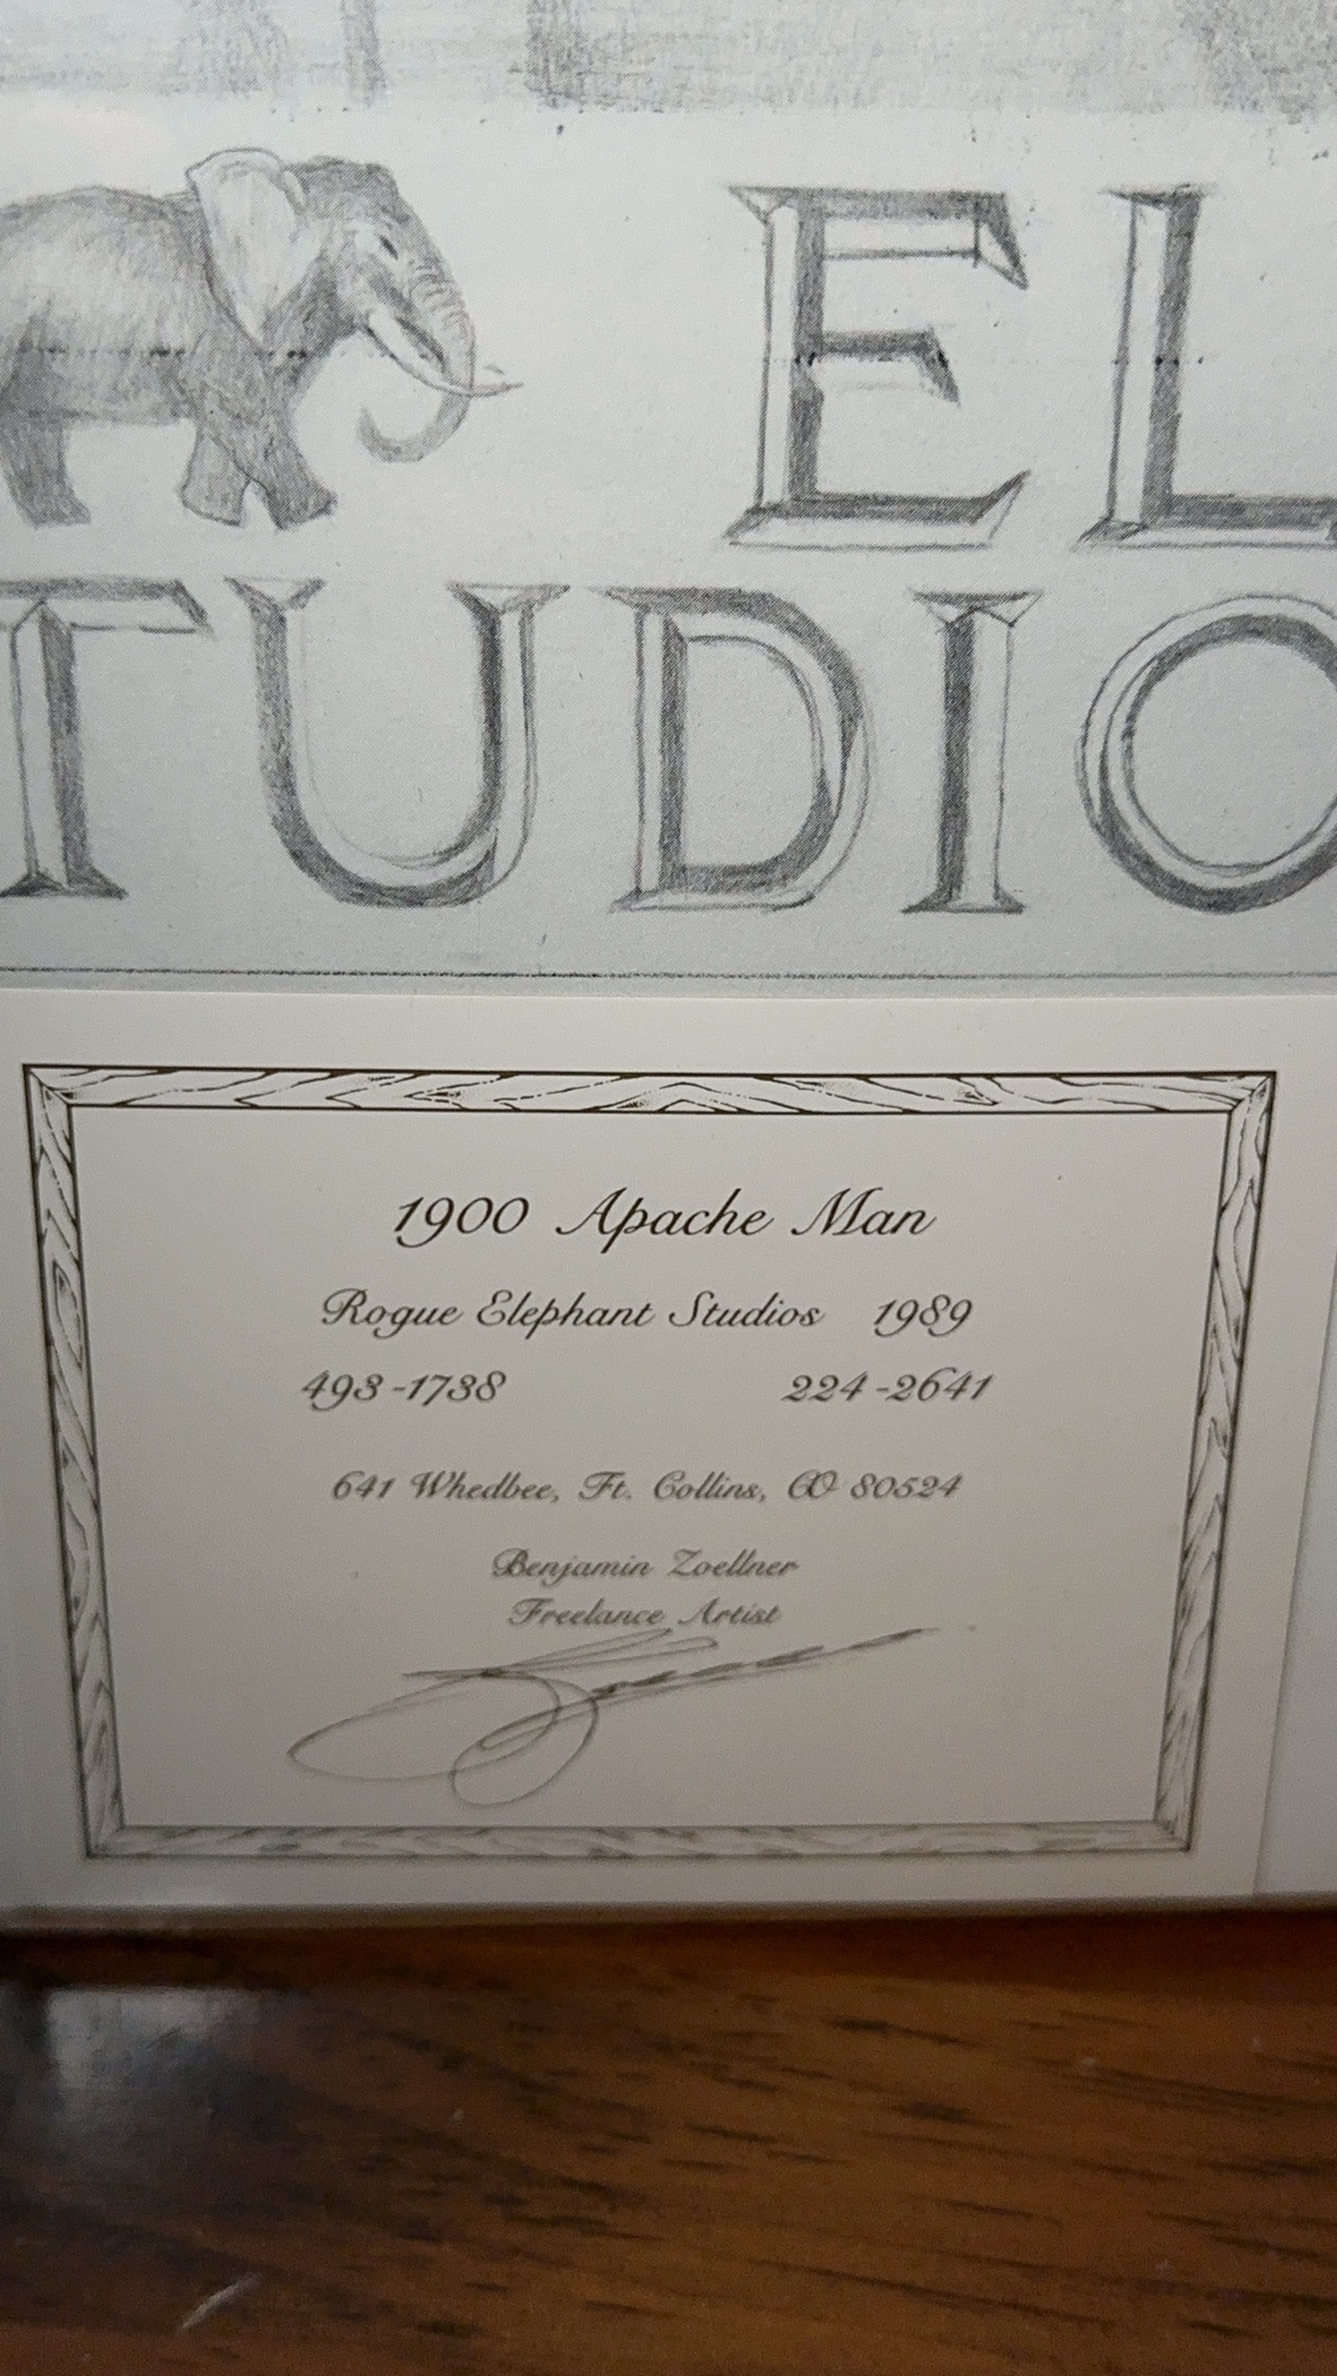 EL
TUDIO
1900 Apache Man
Rogue Elephant Studios 1989
493-1738 224-2641
641 Whedbee, Ft. Collins, CO 80524
Benjamin Zoellner
Freelance Artist